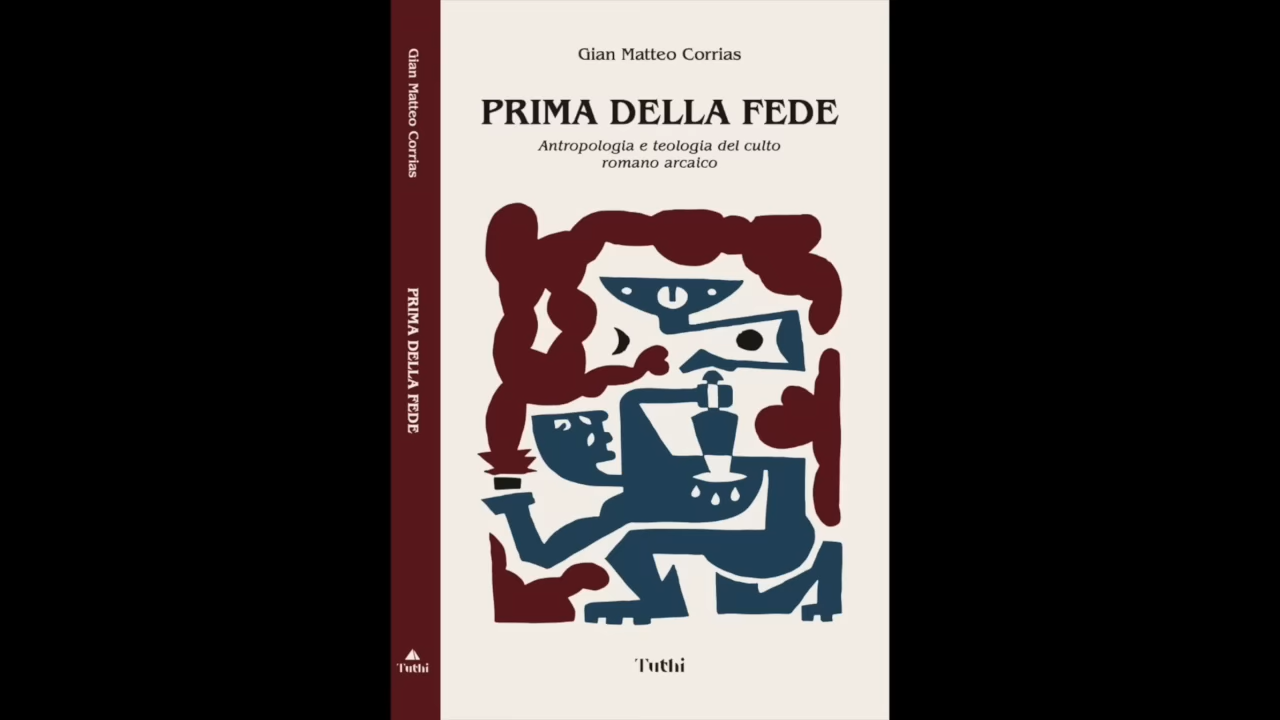 Gian Matteo Corrias
PRIMA DELLA FEDE
Tuthi
Gian Matteo Corrias
PRIMA DELLA FEDE
Antropologia e teologia del culto
romano arcaico
Tuthi